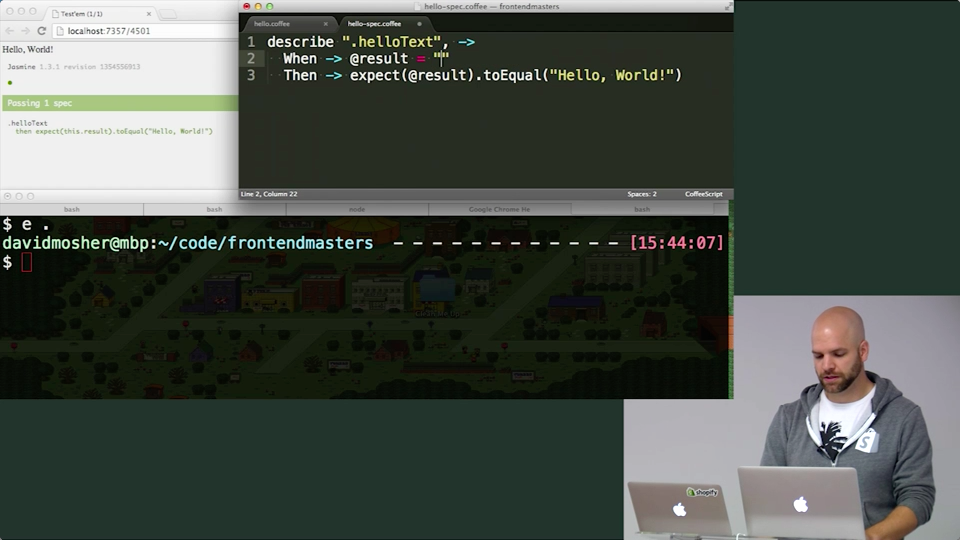 Test'em (1/1)
localhost:7357/4501
Hello, World!
Jasmine 1.3.1 revision 1354556913
Passing 1 spec
.helloText
then expect(this.result).toEqual("Hello, World!")
hello-spec.coffee — frontendmasters
hello.coffee
hello-spec.coffee
1 describe ".helloText", ->
2 When -> @result = ""
3 Then -> expect(@result).toEqual("Hello, World!")
Line 2, Column 22
Spaces: 2
CoffeeScript
bash
bash
node
Google Chrome He
bash
$ e .
davidmosher@mbp:~/code/frontendmasters - - - - - - - - - - - - [15:44:07]
$
shopify